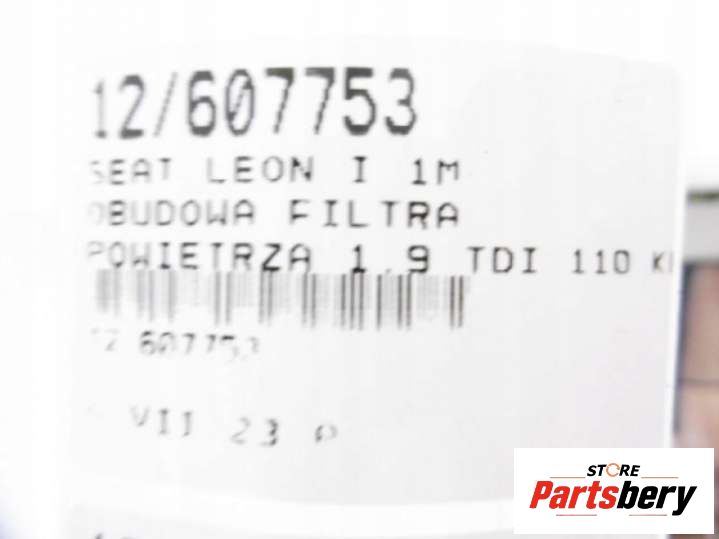 12/607753
SEAT LEON I 1M
OBUDOWA FILTRA
POWIETRZA 1.9 TDI 110
12 607753
VII 23 P
STORE
Partsbery